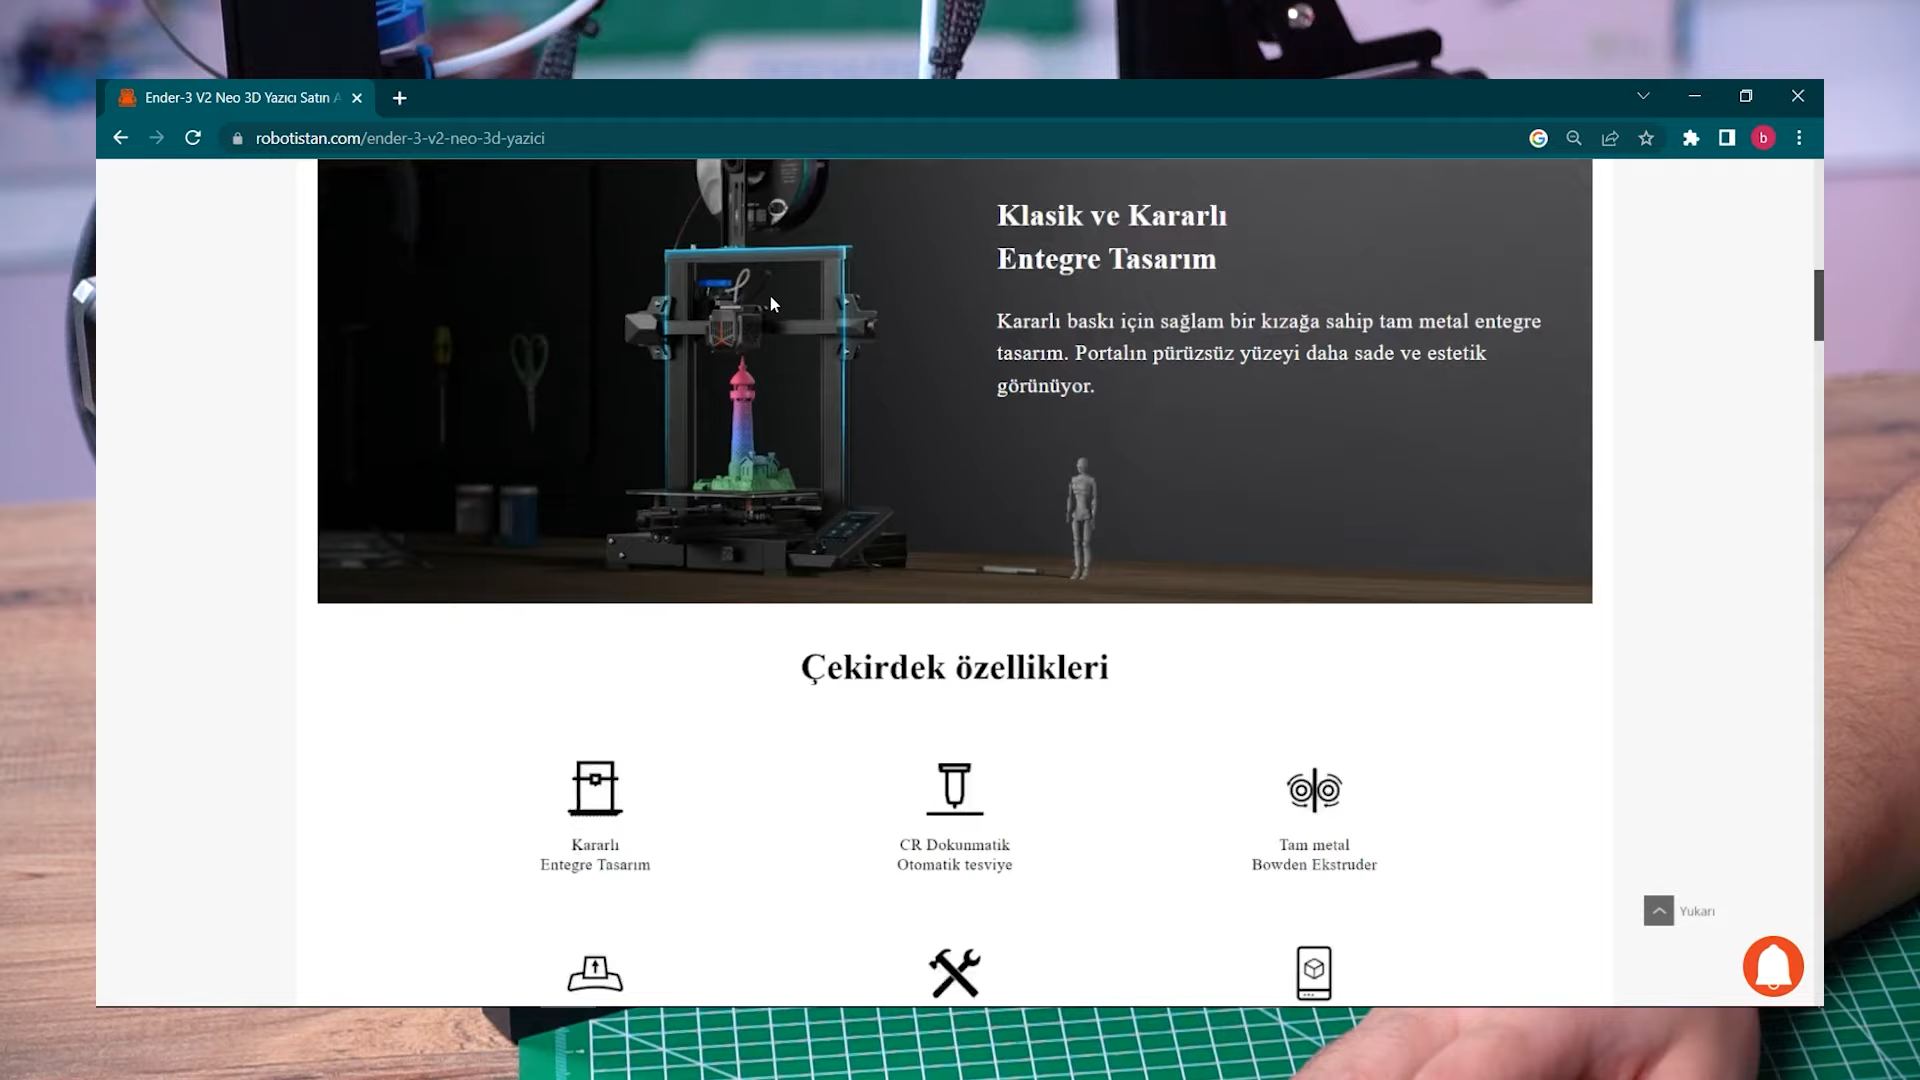 Ender-3 V2 Neo 3D Yazıcı Satın A
robotistan.com/ender-3-v2-neo-3d-yazici
b
Klasik ve Kararlı
Entegre Tasarım
Kararlı baskı için sağlam bir kızağa sahip tam metal entegre
tasarım. Portalın pürüzsüz yüzeyi daha sade ve estetik
görünüyor.
Çekirdek özellikleri
Kararlı
Entegre Tasarım
CR Dokunmatik
Otomatik tesviye
Tam metal
Bowden Ekstruder
Yukarı